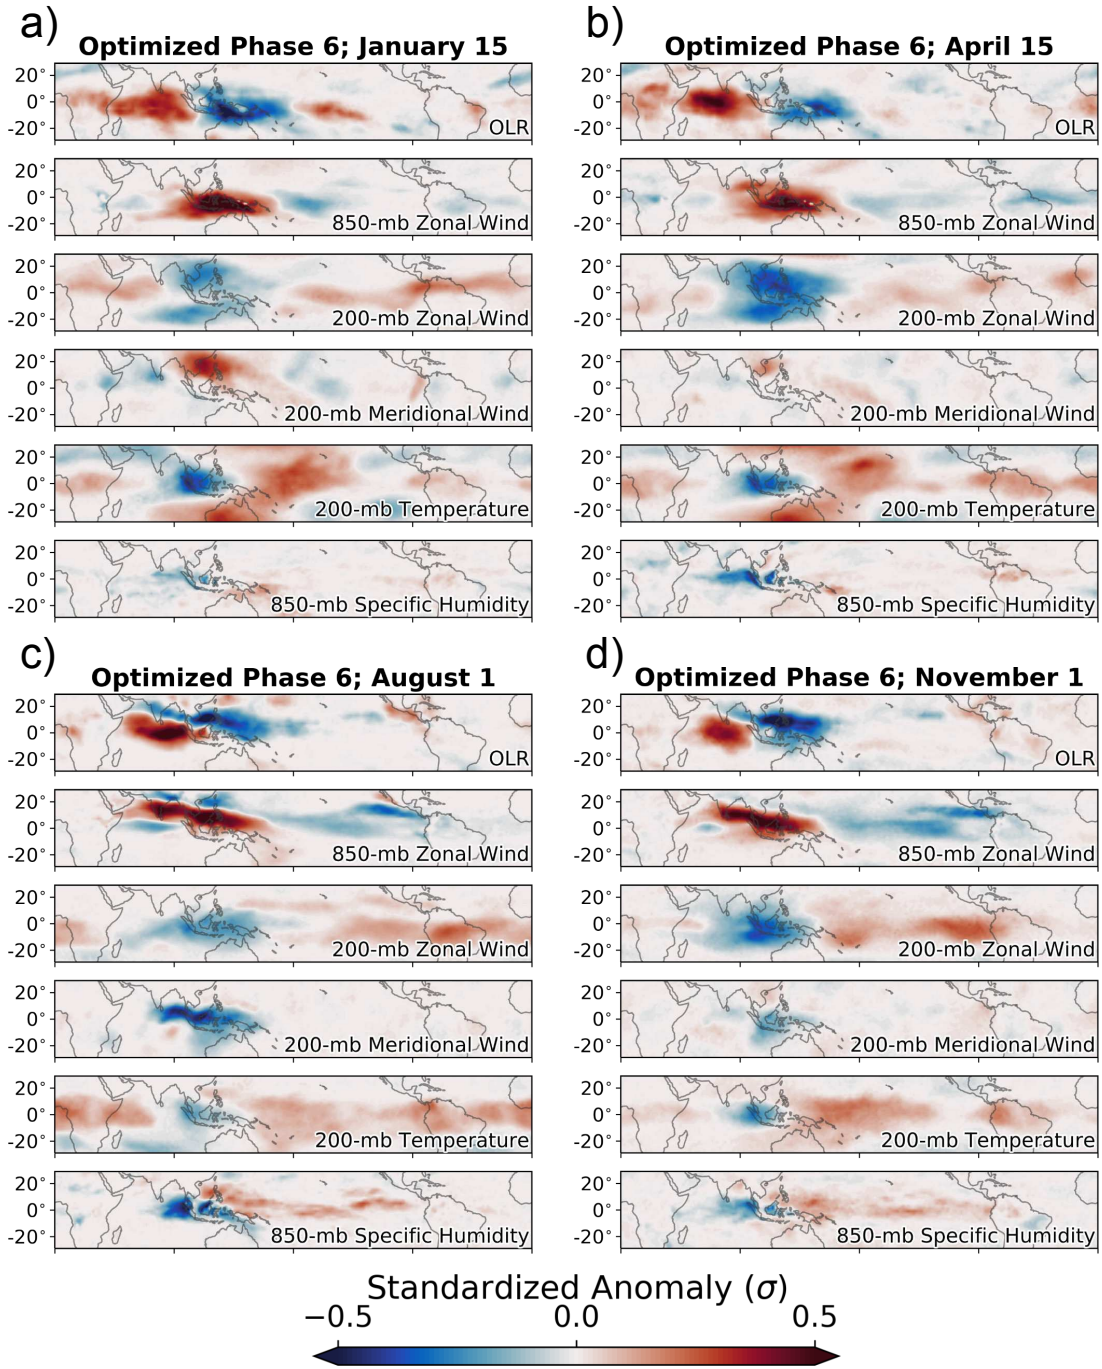 a)
Optimized Phase 6; January 15
20°
0°
-20°
OLR
20°
0°
-20°
850-mb Zonal Wind
20°
0°
-20°
200-mb Zonal Wind
20°
0°
-20°
200-mb Meridional Wind
20°
0°
-20°
200-mb Temperature
20°
0°
-20°
850-mb Specific Humidity
b)
Optimized Phase 6; April 15
20°
0°
-20°
OLR
20°
0°
-20°
850-mb Zonal Wind
20°
0°
-20°
200-mb Zonal Wind
20°
0°
-20°
200-mb Meridional Wind
20°
0°
-20°
200-mb Temperature
20°
0°
-20°
850-mb Specific Humidity
c)
Optimized Phase 6; August 1
20°
0°
-20°
OLR
20°
0°
-20°
850-mb Zonal Wind
20°
0°
-20°
200-mb Zonal Wind
20°
0°
-20°
200-mb Meridional Wind
20°
0°
-20°
200-mb Temperature
20°
0°
-20°
850-mb Specific Humidity
d)
Optimized Phase 6; November 1
20°
0°
-20°
OLR
20°
0°
-20°
850-mb Zonal Wind
20°
0°
-20°
200-mb Zonal Wind
20°
0°
-20°
200-mb Meridional Wind
20°
0°
-20°
200-mb Temperature
20°
0°
-20°
850-mb Specific Humidity
Standardized Anomaly (σ)
−0.5 0.0 0.5